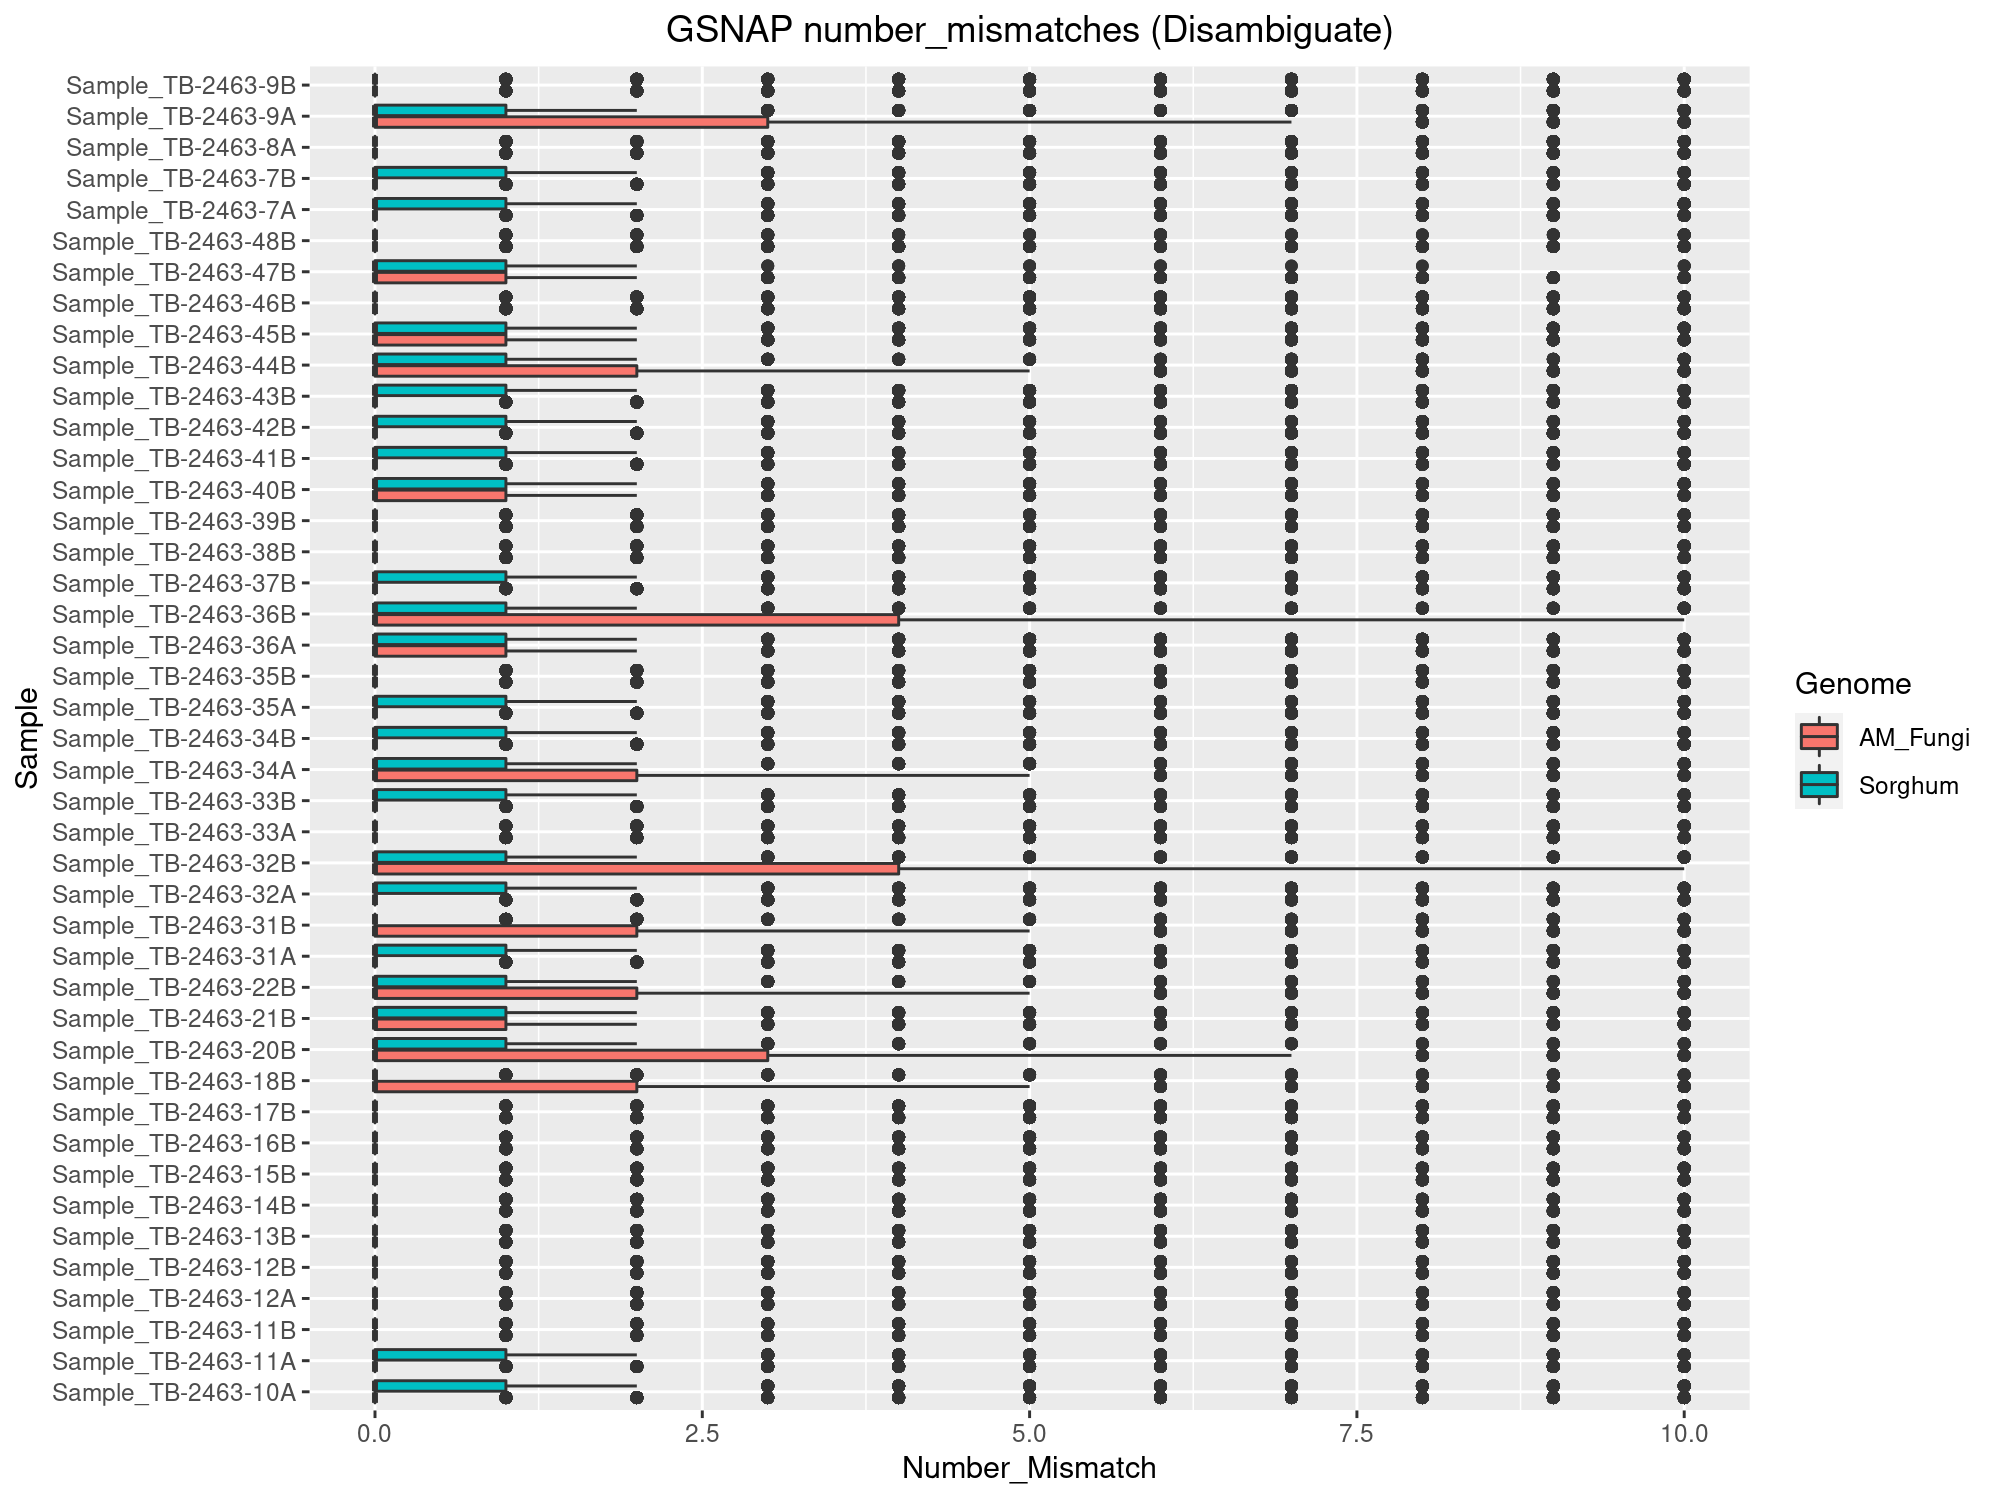 GSNAP number_mismatches (Disambiguate)
Sample_TB-2463-9B
Sample_TB-2463-9A
Sample_TB-2463-8A
Sample_TB-2463-7B
Sample_TB-2463-7A
Sample_TB-2463-48B
Sample_TB-2463-47B
Sample_TB-2463-46B
Sample_TB-2463-45B
Sample_TB-2463-44B
Sample_TB-2463-43B
Sample_TB-2463-42B
Sample_TB-2463-41B
Sample_TB-2463-40B
Sample_TB-2463-39B
Sample_TB-2463-38B
Sample_TB-2463-37B
Sample_TB-2463-36B
Sample_TB-2463-36A
Sample_TB-2463-35B
Sample_TB-2463-35A
Sample_TB-2463-34B
Sample_TB-2463-34A
Sample_TB-2463-33B
Sample_TB-2463-33A
Sample_TB-2463-32B
Sample_TB-2463-32A
Sample_TB-2463-31B
Sample_TB-2463-31A
Sample_TB-2463-22B
Sample_TB-2463-21B
Sample_TB-2463-20B
Sample_TB-2463-18B
Sample_TB-2463-17B
Sample_TB-2463-16B
Sample_TB-2463-15B
Sample_TB-2463-14B
Sample_TB-2463-13B
Sample_TB-2463-12B
Sample_TB-2463-12A
Sample_TB-2463-11B
Sample_TB-2463-11A
Sample_TB-2463-10A
Sample
0.0 2.5 5.0 7.5 10.0
Number_Mismatch
Genome
AM_Fungi
Sorghum